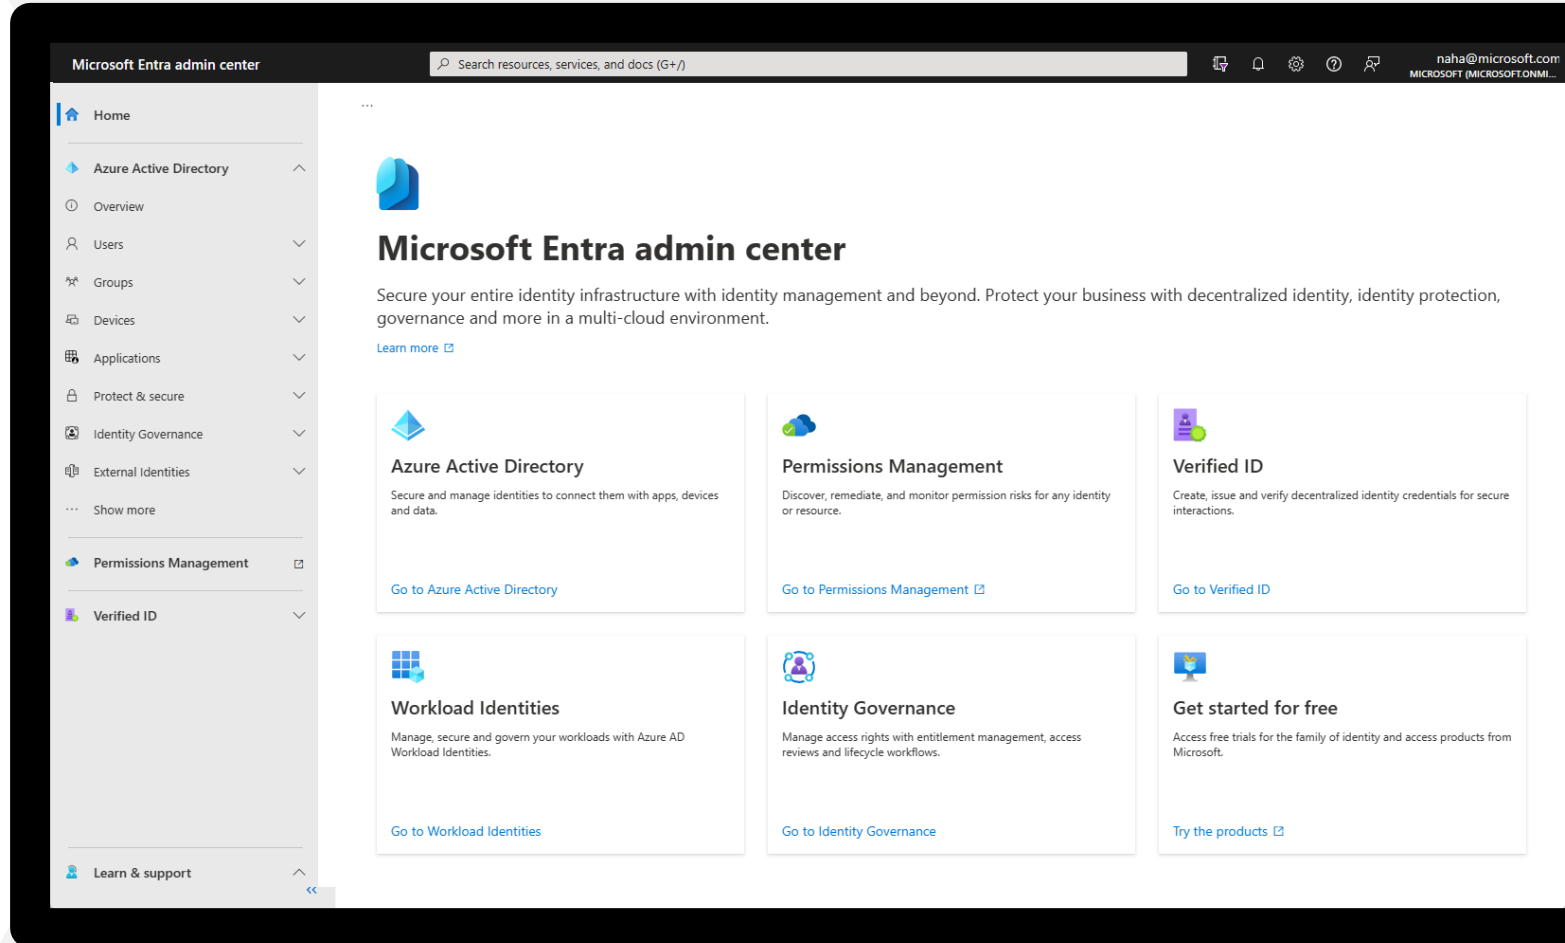 Microsoft Entra admin center
Search resources, services, and docs (G+/)
naha@microsoft.com
MICROSOFT (MICROSOFT.ONMI...
Home
Azure Active Directory
Overview
Users
Groups
Devices
Applications
Protect & secure
Identity Governance
External Identities
Show more
Permissions Management
Verified ID
Learn & support
...
Microsoft Entra admin center
Secure your entire identity infrastructure with identity management and beyond. Protect your business with decentralized identity, identity protection,
governance and more in a multi-cloud environment.
Learn more
Azure Active Directory
Secure and manage identities to connect them with apps, devices
and data.
Go to Azure Active Directory
Permissions Management
Discover, remediate, and monitor permission risks for any identity
or resource.
Go to Permissions Management
Verified ID
Create, issue and verify decentralized identity credentials for secure
interactions.
Go to Verified ID
Workload Identities
Manage, secure and govern your workloads with Azure AD
Workload Identities.
Go to Workload Identities
Identity Governance
Manage access rights with entitlement management, access
reviews and lifecycle workflows.
Go to Identity Governance
Get started for free
Access free trials for the family of identity and access products from
Microsoft.
Try the products